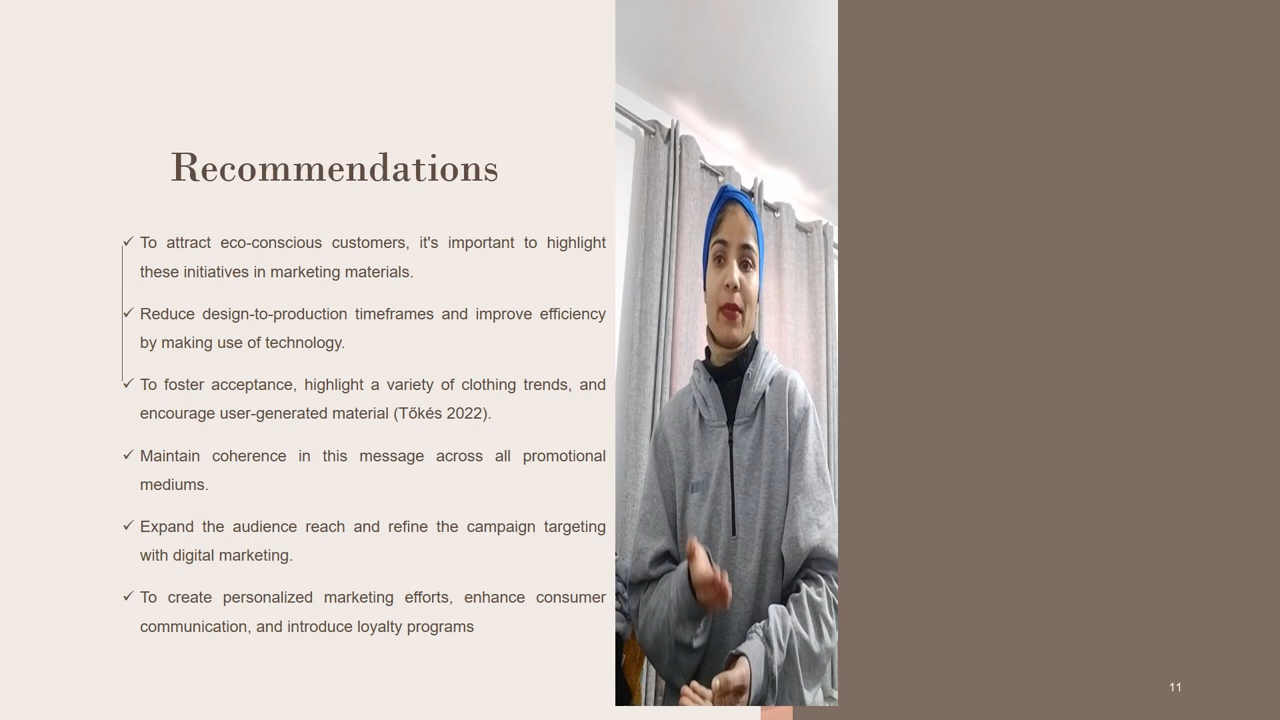 Recommendations
✓ To attract eco-conscious customers, it's important to highlight
these initiatives in marketing materials.
✓ Reduce design-to-production timeframes and improve efficiency
by making use of technology.
✓ To foster acceptance, highlight a variety of clothing trends, and
encourage user-generated material (Tőkés 2022).
✓ Maintain coherence in this message across all promotional
mediums.
✓ Expand the audience reach and refine the campaign targeting
with digital marketing.
✓ To create personalized marketing efforts, enhance consumer
communication, and introduce loyalty programs
11